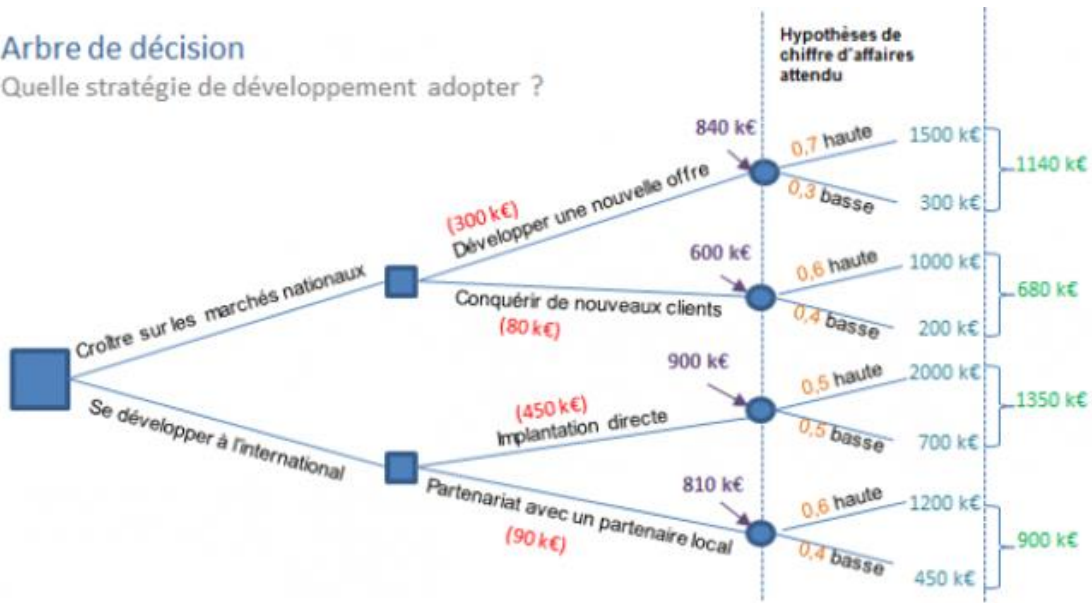 Arbre de décision
Quelle stratégie de développement adopter ?
Hypothèses de
chiffre d'affaires
attendu
840 k€
0,7 haute
1500 k€
1140 k€
(300 k€)
Développer une nouvelle offre
0,3 basse
300 k€
600 k€
0,6 haute
1000 k€
680 k€
Croître sur les marchés nationaux
Conquérir de nouveaux clients
(80 k€)
0,4 basse
200 k€
900 k€
0,5 haute
2000 k€
1350 k€
Se développer à l'international
(450 k€)
Implantation directe
0,5 basse
700 k€
810 k€
0,6 haute
1200 k€
900 k€
Partenariat avec un partenaire local
(90 k€)
0,4 basse
450 k€